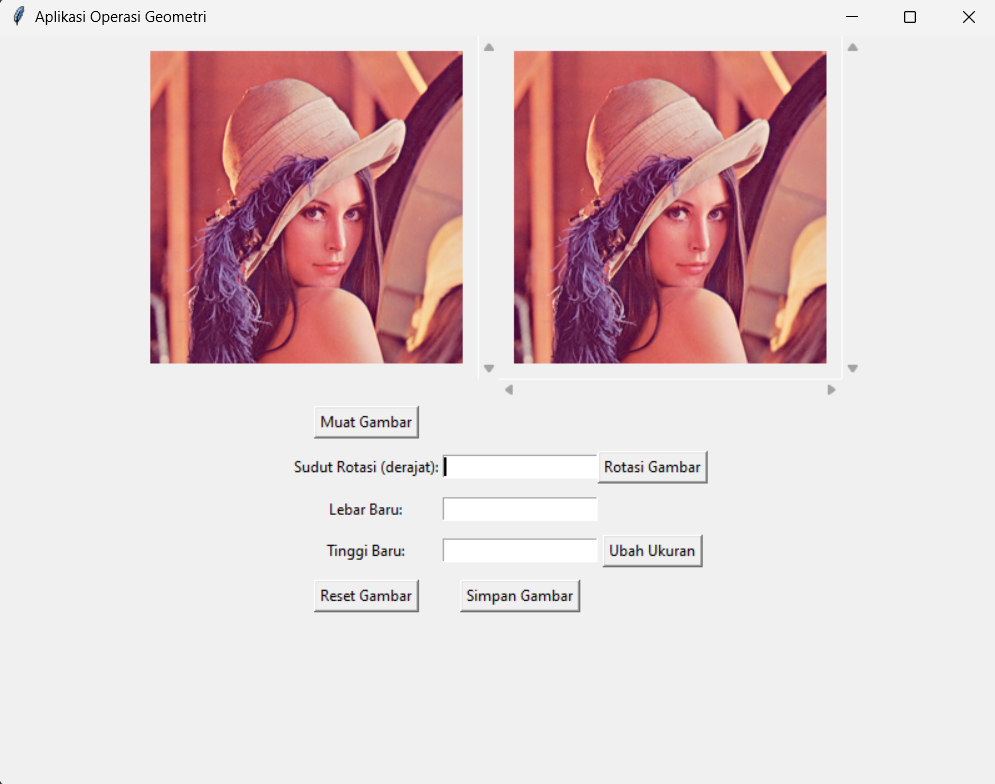 Aplikasi Operasi Geometri
Muat Gambar
Sudut Rotasi (derajat): Rotasi Gambar
Lebar Baru:
Tinggi Baru: Ubah Ukuran
Reset Gambar Simpan Gambar